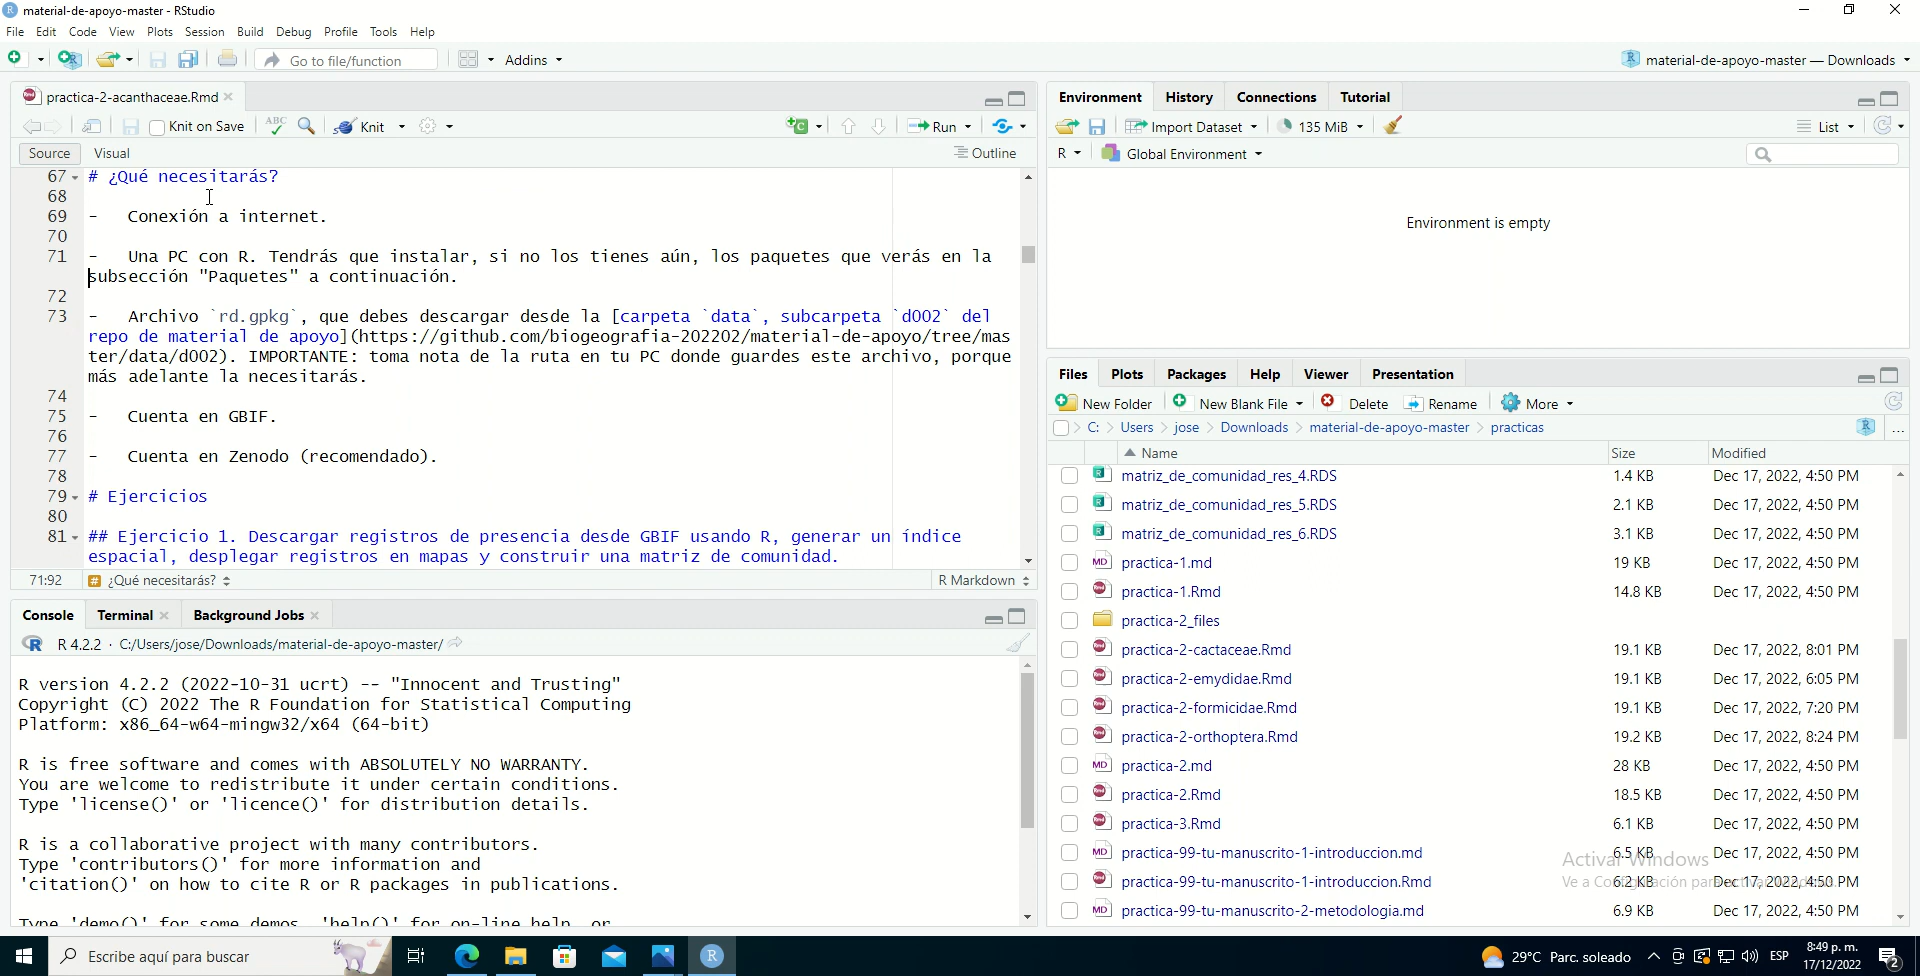 material-de-apoyo-master - RStudio
File Edit Code View Plots Session Build Debug Profile Tools Help
Go to file/function Addins material-de-apoyo-master — Downloads
practica-2-acanthaceae.Rmd
Knit on Save ABC Knit Run
Source Visual Outline
67 # ¿Qué necesitarás?
68
69 - Conexión a internet.
70
71 - Una PC con R. Tendrás que instalar, si no los tienes aún, los paquetes que verás en la
subsección "Paquetes" a continuación.
72
73 - Archivo `rd.gpkg`, que debes descargar desde la [carpeta `data`, subcarpeta `d002` del
repo de material de apoyo](https://github.com/biogeografia-202202/material-de-apoyo/tree/mas
ter/data/d002). IMPORTANTE: toma nota de la ruta en tu PC donde guardes este archivo, porque
más adelante la necesitarás.
74
75 - Cuenta en GBIF.
76
77 - Cuenta en Zenodo (recomendado).
78
79 # Ejercicios
80
81 ## Ejercicio 1. Descargar registros de presencia desde GBIF usando R, generar un índice
espacial, desplegar registros en mapas y construir una matriz de comunidad.
71:92 # ¿Qué necesitarás? R Markdown
Console Terminal Background Jobs
R 4.2.2 · C:/Users/jose/Downloads/material-de-apoyo-master/
R version 4.2.2 (2022-10-31 ucrt) -- "Innocent and Trusting"
Copyright (C) 2022 The R Foundation for Statistical Computing
Platform: x86_64-w64-mingw32/x64 (64-bit)
R is free software and comes with ABSOLUTELY NO WARRANTY.
You are welcome to redistribute it under certain conditions.
Type 'license()' or 'licence()' for distribution details.
R is a collaborative project with many contributors.
Type 'contributors()' for more information and
'citation()' on how to cite R or R packages in publications.
Type 'demo()' for some demos, 'help()' for on-line help, or
Environment History Connections Tutorial
Import Dataset 135 MiB List
R Global Environment
Environment is empty
Files Plots Packages Help Viewer Presentation
New Folder New Blank File Delete Rename More
C: Users jose Downloads material-de-apoyo-master practicas ...
Name Size Modified
matriz_de_comunidad_res_4.RDS 1.4 KB Dec 17, 2022, 4:50 PM
matriz_de_comunidad_res_5.RDS 2.1 KB Dec 17, 2022, 4:50 PM
matriz_de_comunidad_res_6.RDS 3.1 KB Dec 17, 2022, 4:50 PM
practica-1.md 19 KB Dec 17, 2022, 4:50 PM
practica-1.Rmd 14.8 KB Dec 17, 2022, 4:50 PM
practica-2_files
practica-2-cactaceae.Rmd 19.1 KB Dec 17, 2022, 8:01 PM
practica-2-emydidae.Rmd 19.1 KB Dec 17, 2022, 6:05 PM
practica-2-formicidae.Rmd 19.1 KB Dec 17, 2022, 7:20 PM
practica-2-orthoptera.Rmd 19.2 KB Dec 17, 2022, 8:24 PM
practica-2.md 28 KB Dec 17, 2022, 4:50 PM
practica-2.Rmd 18.5 KB Dec 17, 2022, 4:50 PM
practica-3.Rmd 6.1 KB Dec 17, 2022, 4:50 PM
practica-99-tu-manuscrito-1-introduccion.md 6.5 KB Dec 17, 2022, 4:50 PM
practica-99-tu-manuscrito-1-introduccion.Rmd 6.2 KB Dec 17, 2022, 4:50 PM
practica-99-tu-manuscrito-2-metodologia.md 6.9 KB Dec 17, 2022, 4:50 PM
Activar Windows
Escribe aquí para buscar
29°C Parc. soleado ESP 8:49 p. m.
17/12/2022
2